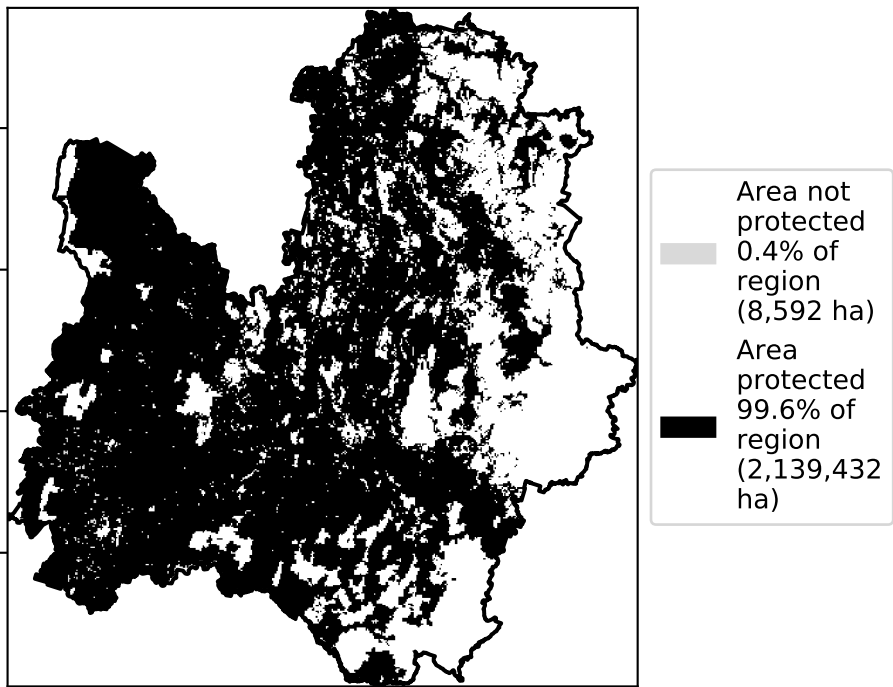 Area not
protected
0.4% of
region
(8,592 ha)
Area
protected
99.6% of
region
(2,139,432
ha)